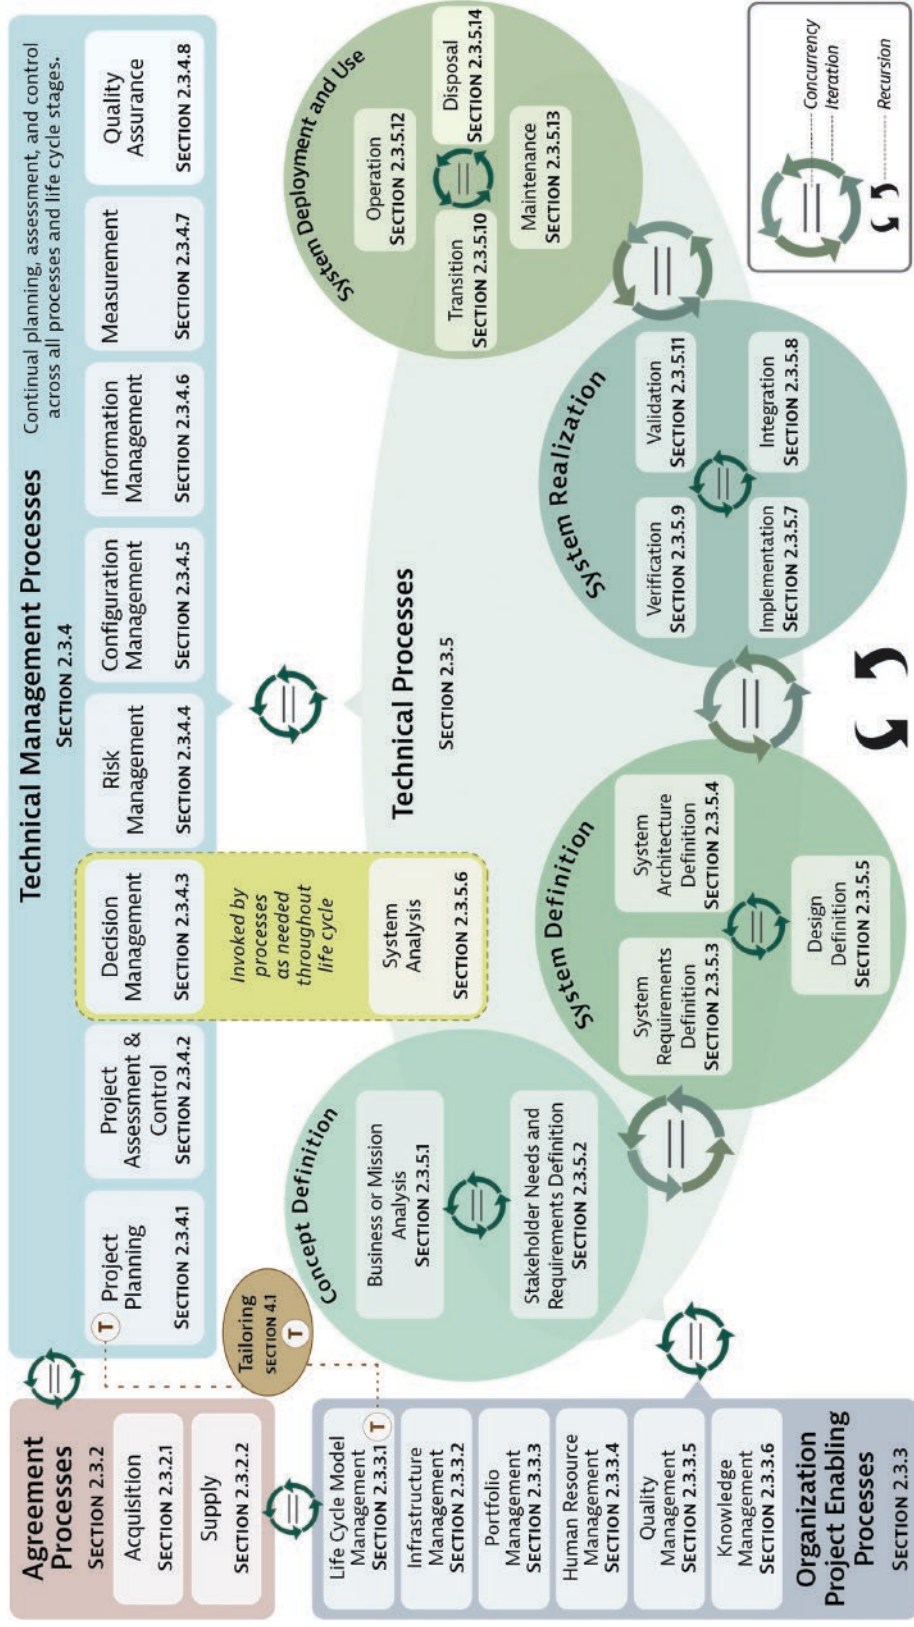 Agreement
Processes
SECTION 2.3.2
Acquisition
SECTION 2.3.2.1
Supply
SECTION 2.3.2.2
Technical Management Processes
SECTION 2.3.4
Continual planning, assessment, and control
across all processes and life cycle stages.
T
Project
Planning
SECTION 2.3.4.1
Project
Assessment &
Control
SECTION 2.3.4.2
Decision
Management
SECTION 2.3.4.3
Risk
Management
SECTION 2.3.4.4
Configuration
Management
SECTION 2.3.4.5
Information
Management
SECTION 2.3.4.6
Measurement
SECTION 2.3.4.7
Quality
Assurance
SECTION 2.3.4.8
Invoked by
processes
as needed
throughout
life cycle
System
Analysis
SECTION 2.3.5.6
Tailoring
SECTION 4.1
T
Life Cycle Model
Management
SECTION 2.3.3.1
T
Infrastructure
Management
SECTION 2.3.3.2
Portfolio
Management
SECTION 2.3.3.3
Human Resource
Management
SECTION 2.3.3.4
Quality
Management
SECTION 2.3.3.5
Knowledge
Management
SECTION 2.3.3.6
Organization
Project Enabling
Processes
SECTION 2.3.3
Technical Processes
SECTION 2.3.5
Concept Definition
Business or Mission
Analysis
SECTION 2.3.5.1
Stakeholder Needs and
Requirements Definition
SECTION 2.3.5.2
System Definition
System
Requirements
Definition
SECTION 2.3.5.3
System
Architecture
Definition
SECTION 2.3.5.4
Design
Definition
SECTION 2.3.5.5
System Realization
Verification
SECTION 2.3.5.9
Validation
SECTION 2.3.5.11
Implementation
SECTION 2.3.5.7
Integration
SECTION 2.3.5.8
System Deployment and Use
Operation
SECTION 2.3.5.12
Transition
SECTION 2.3.5.10
Disposal
SECTION 2.3.5.14
Maintenance
SECTION 2.3.5.13
Concurrency
Iteration
Recursion